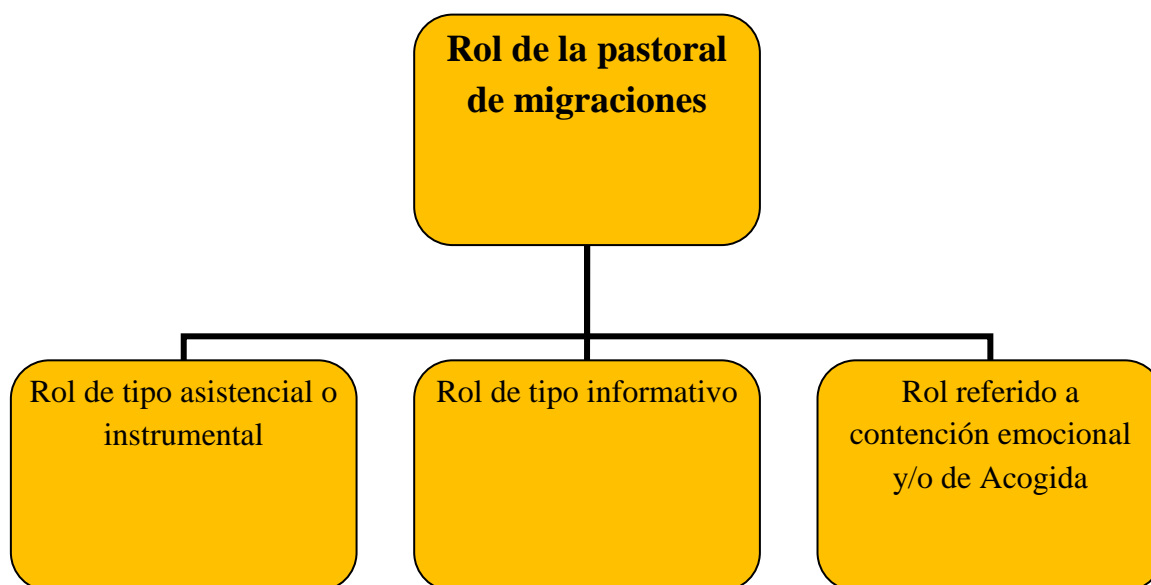 Rol de la pastoral
de migraciones
Rol de tipo asistencial o
instrumental
Rol de tipo informativo
Rol referido a
contención emocional
y/o de Acogida